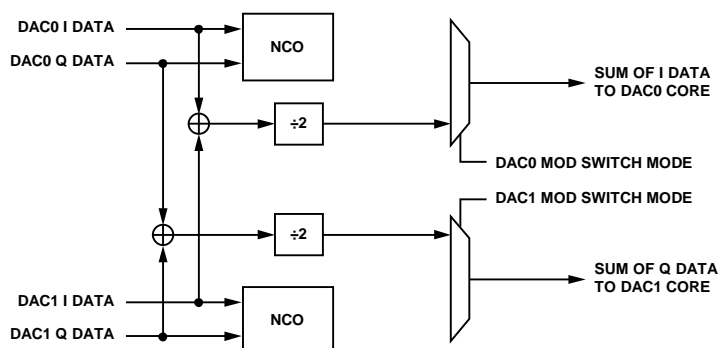 DAC0 I DATA
DAC0 Q DATA
NCO
SUM OF I DATA
TO DAC0 CORE
÷2
DAC0 MOD SWITCH MODE
DAC1 MOD SWITCH MODE
÷2
SUM OF Q DATA
TO DAC1 CORE
DAC1 I DATA
DAC1 Q DATA
NCO